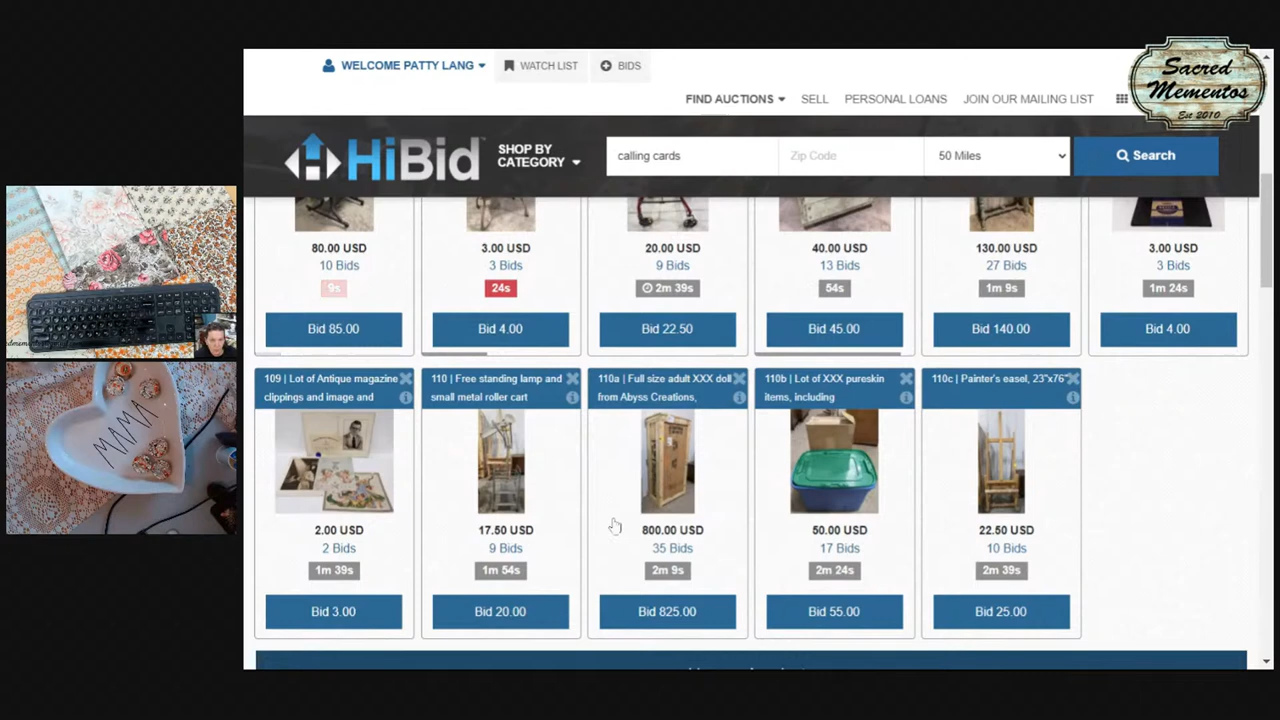 WELCOME PATTY LANG
WATCH LIST
BIDS
Sacred
Mementos
Est 2010
FIND AUCTIONS
SELL
PERSONAL LOANS
JOIN OUR MAILING LIST
HiBid
SHOP BY
CATEGORY
calling cards
Zip Code
50 Miles
Search
80.00 USD
10 Bids
9s
Bid 85.00
3.00 USD
3 Bids
24s
Bid 4.00
20.00 USD
9 Bids
2m 39s
Bid 22.50
40.00 USD
13 Bids
54s
Bid 45.00
130.00 USD
27 Bids
1m 9s
Bid 140.00
3.00 USD
3 Bids
1m 24s
Bid 4.00
109 | Lot of Antique magazine
clippings and image and
2.00 USD
2 Bids
1m 39s
Bid 3.00
110 | Free standing lamp and
small metal roller cart
17.50 USD
9 Bids
1m 54s
Bid 20.00
110a | Full size adult XXX doll
from Abyss Creations,
800.00 USD
35 Bids
2m 9s
Bid 825.00
110b | Lot of XXX pureskin
items, including
50.00 USD
17 Bids
2m 24s
Bid 55.00
110c | Painter's easel, 23"x76"
22.50 USD
10 Bids
2m 39s
Bid 25.00
MAMA